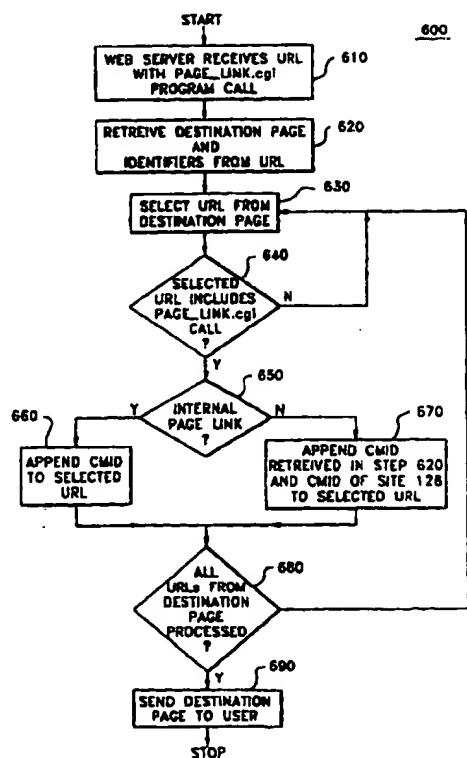 START
600
WEB SERVER RECEIVES URL
WITH PAGE_LINK.cgi
PROGRAM CALL
610
RETREIVE DESTINATION PAGE
AND
IDENTIFIERS FROM URL
620
SELECT URL FROM
DESTINATION PAGE
630
SELECTED
URL INCLUDES
PAGE_LINK.cgi
CALL
?
640
N
Y
INTERNAL
PAGE LINK
?
650
Y
N
660
APPEND CMID
TO SELECTED
URL
670
APPEND CMID
RETREIVED IN STEP 620
AND CMID OF SITE 128
TO SELECTED URL
ALL
URLs FROM
DESTINATION
PAGE
PROCESSED
?
680
Y
SEND DESTINATION
PAGE TO USER
690
STOP